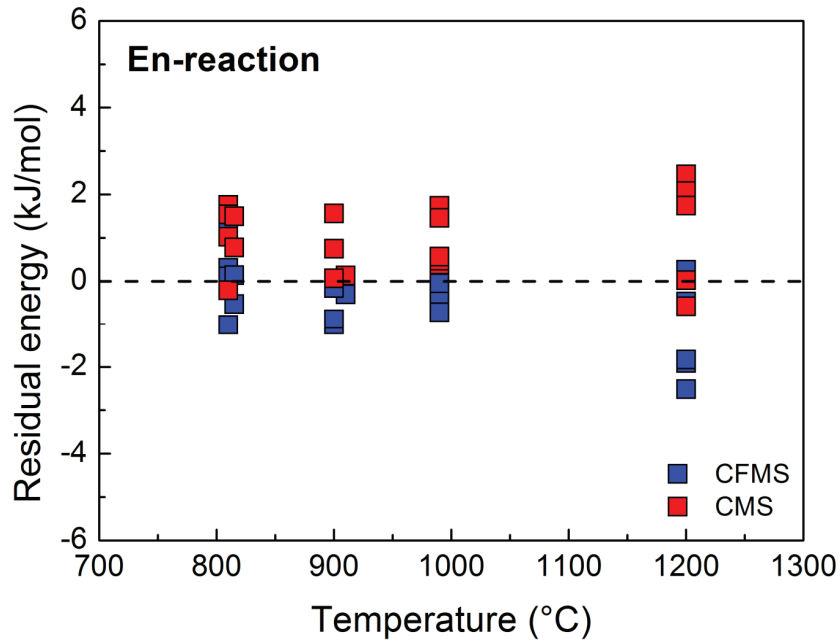 En-reaction
Residual energy (kJ/mol)
6
4
2
0
-2
-4
-6
CFMS
CMS
700 800 900 1000 1100 1200 1300
Temperature (°C)